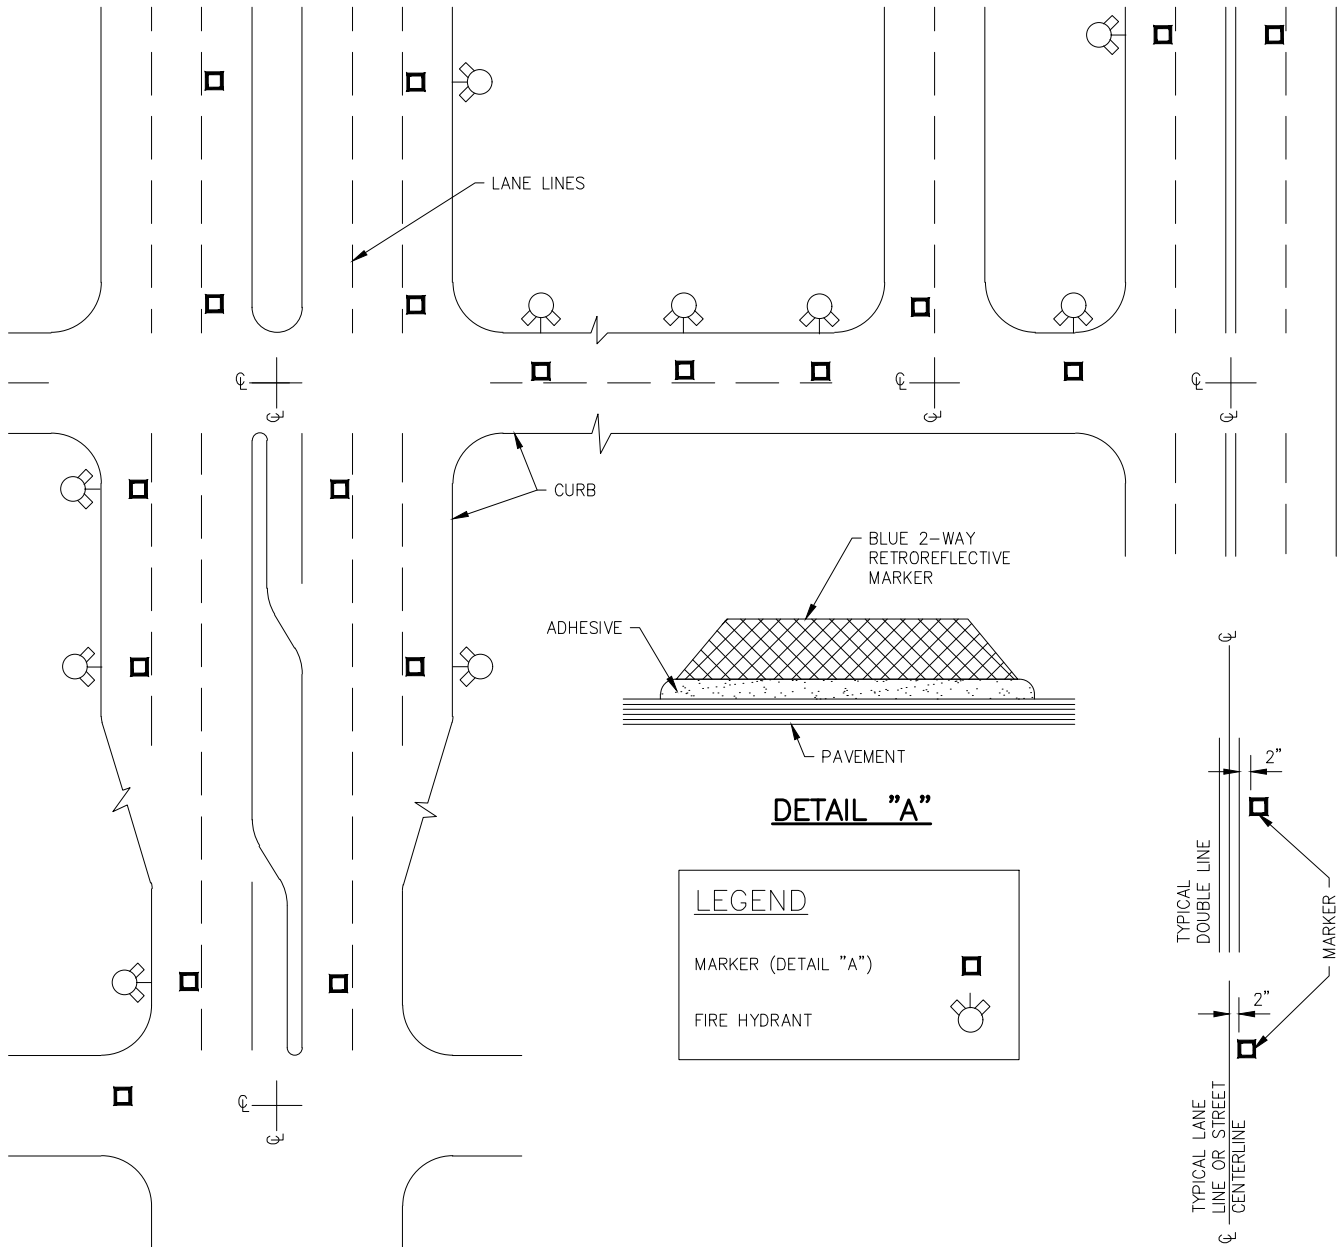 LANE LINES
℄
℄
℄
℄
℄
℄
CURB
BLUE 2-WAY
RETROREFLECTIVE
MARKER
ADHESIVE
PAVEMENT
DETAIL "A"
℄
2"
TYPICAL
DOUBLE LINE
MARKER
LEGEND
MARKER (DETAIL "A")
FIRE HYDRANT
2"
℄
℄
TYPICAL LANE
LINE OR STREET
CENTERLINE
℄